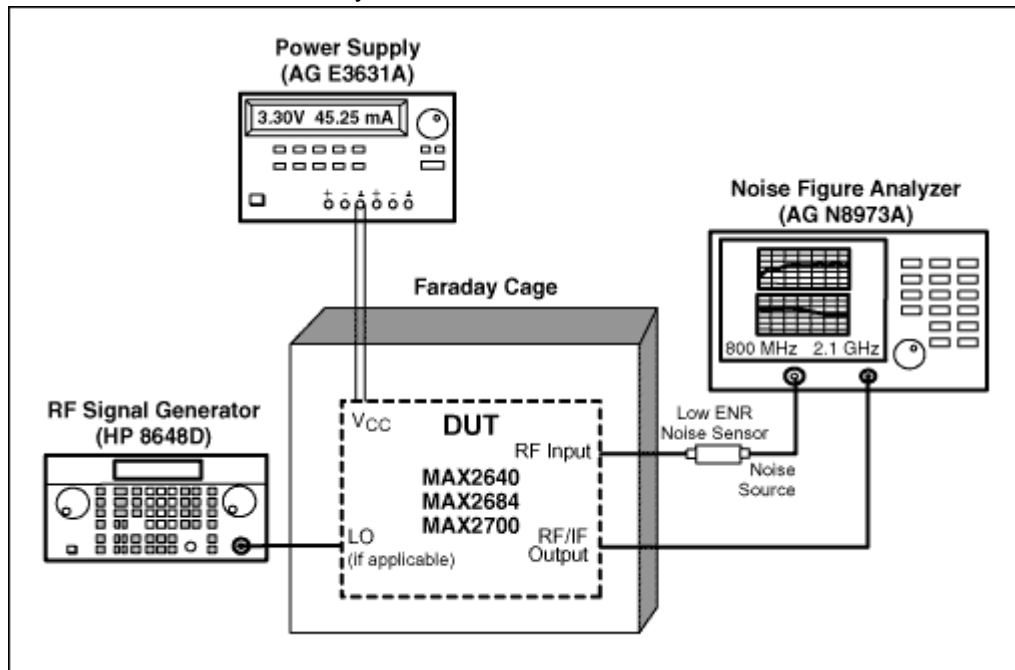 Power Supply
(AG E3631A)
3.30V 45.25 mA
+ - + -
Noise Figure Analyzer
(AG N8973A)
800 MHz 2.1 GHz
Faraday Cage
RF Signal Generator
(HP 8648D)
VCC
DUT
RF Input
MAX2640
MAX2684
MAX2700
LO
(if applicable)
RF/IF
Output
Low ENR
Noise Sensor
Noise
Source